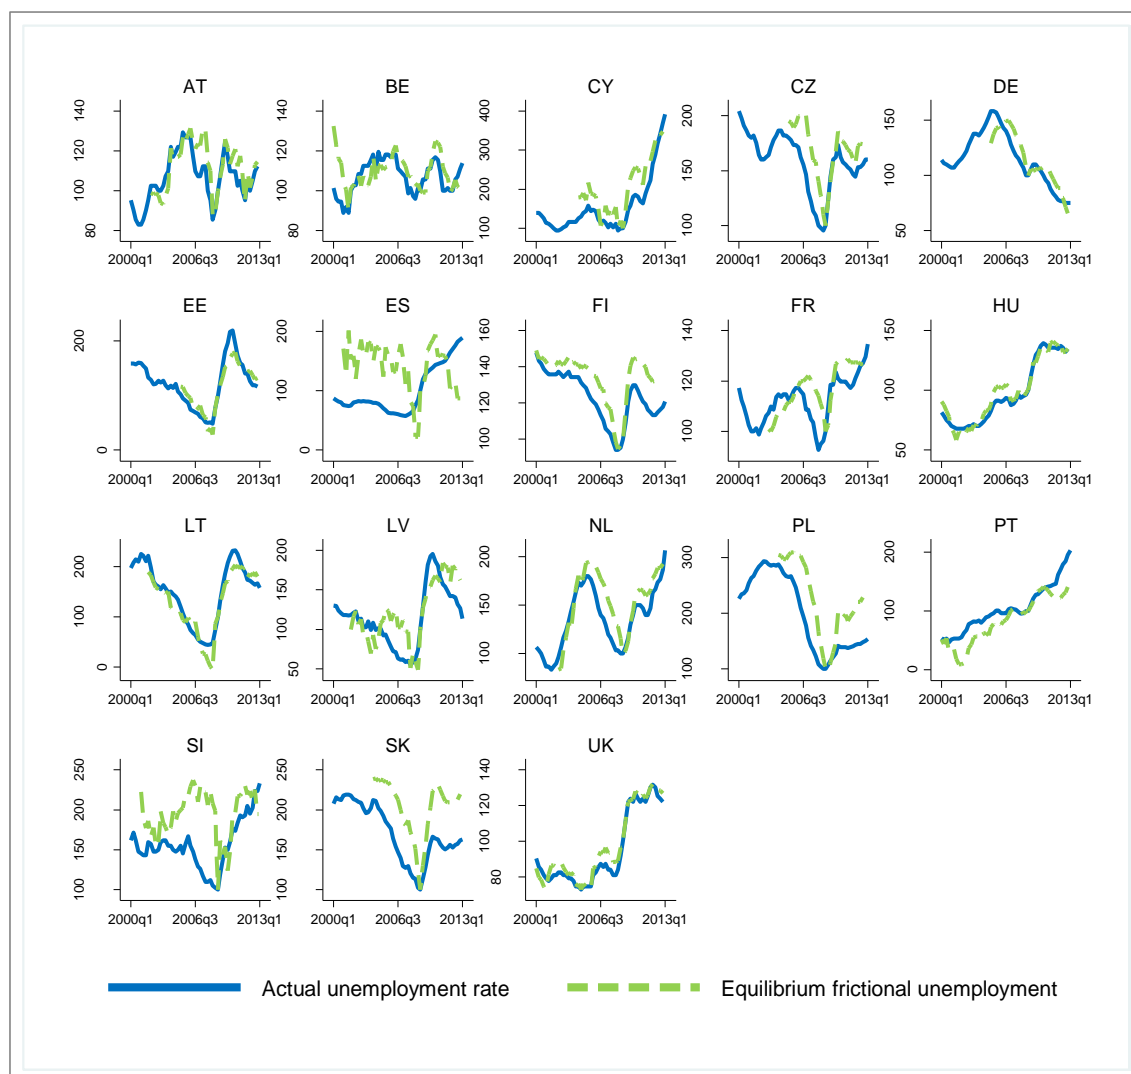 AT BE CY CZ DE
140 120 100 80
140 120 100 80
400 300 200 100
200 150 100
150 100 50
2000q1 2006q3 2013q1 2000q1 2006q3 2013q1 2000q1 2006q3 2013q1 2000q1 2006q3 2013q1 2000q1 2006q3 2013q1
EE ES FI FR HU
200 100 0
200 100 0
160 140 120 100
140 120 100
150 100 50
2000q1 2006q3 2013q1 2000q1 2006q3 2013q1 2000q1 2006q3 2013q1 2000q1 2006q3 2013q1 2000q1 2006q3 2013q1
LT LV NL PL PT
200 100 0
200 150 100 50
200 150 100
300 200 100
200 100 0
2000q1 2006q3 2013q1 2000q1 2006q3 2013q1 2000q1 2006q3 2013q1 2000q1 2006q3 2013q1 2000q1 2006q3 2013q1
SI SK UK
250 200 150 100
250 200 150 100
140 120 100 80
2000q1 2006q3 2013q1 2000q1 2006q3 2013q1 2000q1 2006q3 2013q1
Actual unemployment rate Equilibrium frictional unemployment